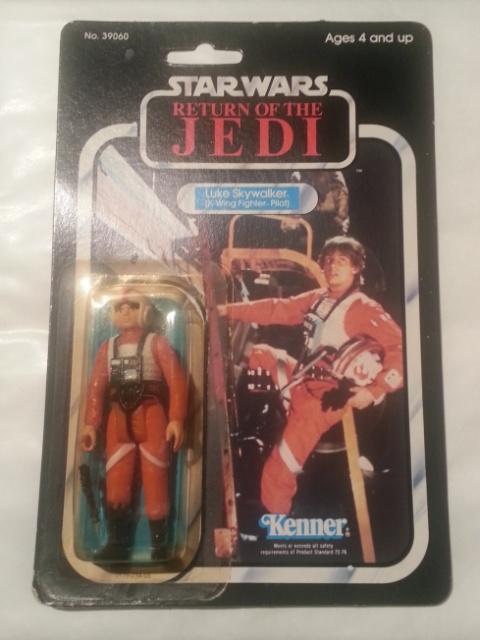 No. 39060
Ages 4 and up
STAR WARS
RETURN OF THE
JEDI
Luke Skywalker
(X-Wing Fighter Pilot)
Kenner
Meets or exceeds all safety
requirements of Product Standard 72-76